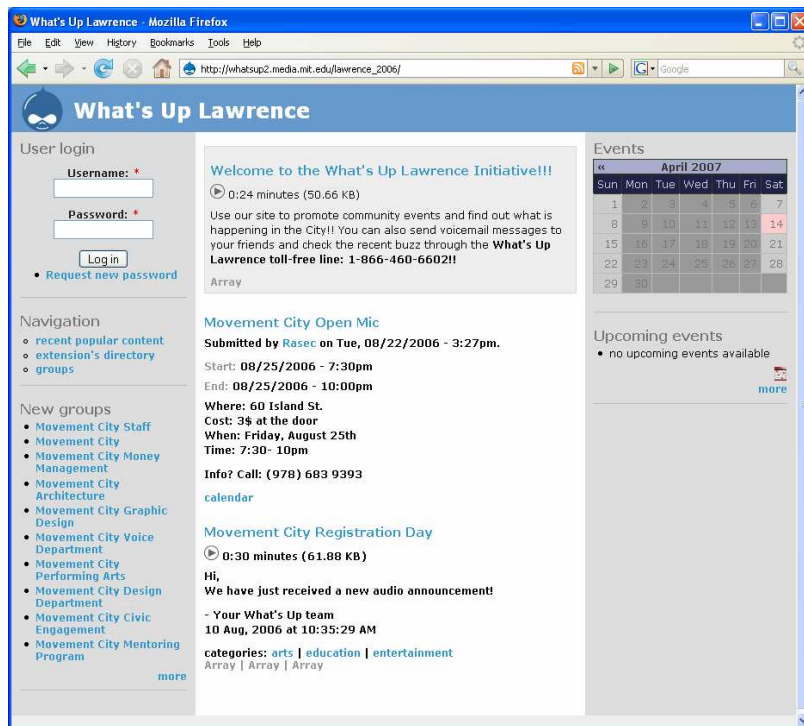 What's Up Lawrence - Mozilla Firefox
File Edit View History Bookmarks Tools Help
http://whatsup2.media.mit.edu/lawrence_2006/
G Google
What's Up Lawrence
User login
Username: *
Password: *
Log in
• Request new password
Navigation
recent popular content
extension's directory
groups
New groups
• Movement City Staff
• Movement City
• Movement City Money
Management
• Movement City
Architecture
• Movement City Graphic
Design
• Movement City Voice
Department
• Movement City
Performing Arts
• Movement City Design
Department
• Movement City Civic
Engagement
• Movement City Mentoring
Program
more
Welcome to the What's Up Lawrence Initiative!!!
0:24 minutes (50.66 KB)
Use our site to promote community events and find out what is
happening in the City!! You can also send voicemail messages to
your friends and check the recent buzz through the What's Up
Lawrence toll-free line: 1-866-460-6602!!
Array
Movement City Open Mic
Submitted by Rasec on Tue, 08/22/2006 - 3:27pm.
Start: 08/25/2006 - 7:30pm
End: 08/25/2006 - 10:00pm
Where: 60 Island St.
Cost: 3$ at the door
When: Friday, August 25th
Time: 7:30- 10pm
Info? Call: (978) 683 9393
calendar
Movement City Registration Day
0:30 minutes (61.88 KB)
Hi,
We have just received a new audio announcement!
- Your What's Up team
10 Aug, 2006 at 10:35:29 AM
categories: arts | education | entertainment
Array | Array | Array
Events
« April 2007
Sun Mon Tue Wed Thu Fri Sat
1 2 3 4 5 6 7
8 9 10 11 12 13 14
15 16 17 18 19 20 21
22 23 24 25 26 27 28
29 30
Upcoming events
• no upcoming events available
more